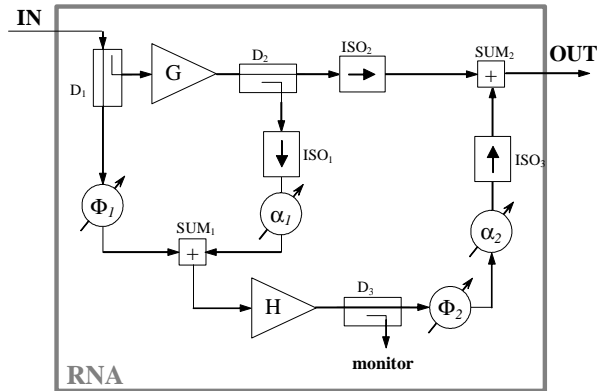 IN
D₁
G
D₂
ISO₂
SUM₂
OUT
+
ISO₁
ISO₃
Φ₁
α₁
α₂
SUM₁
+
H
D₃
Φ₂
monitor
RNA